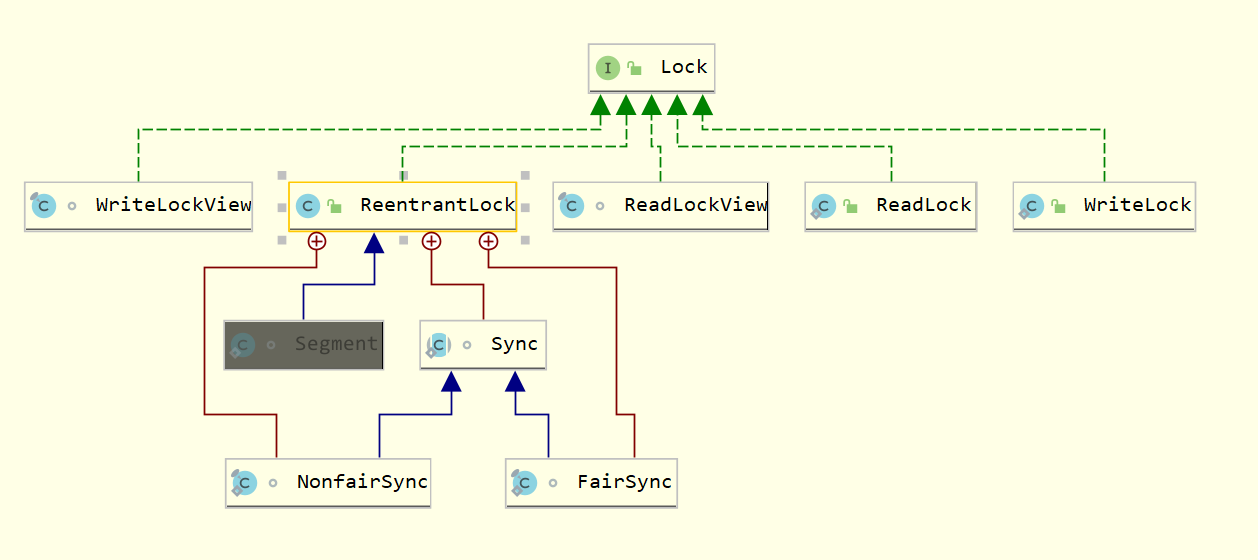 I Lock
C WriteLockView
C ReentrantLock
C ReadLockView
C ReadLock
C WriteLock
C Segment
C Sync
C NonfairSync
C FairSync